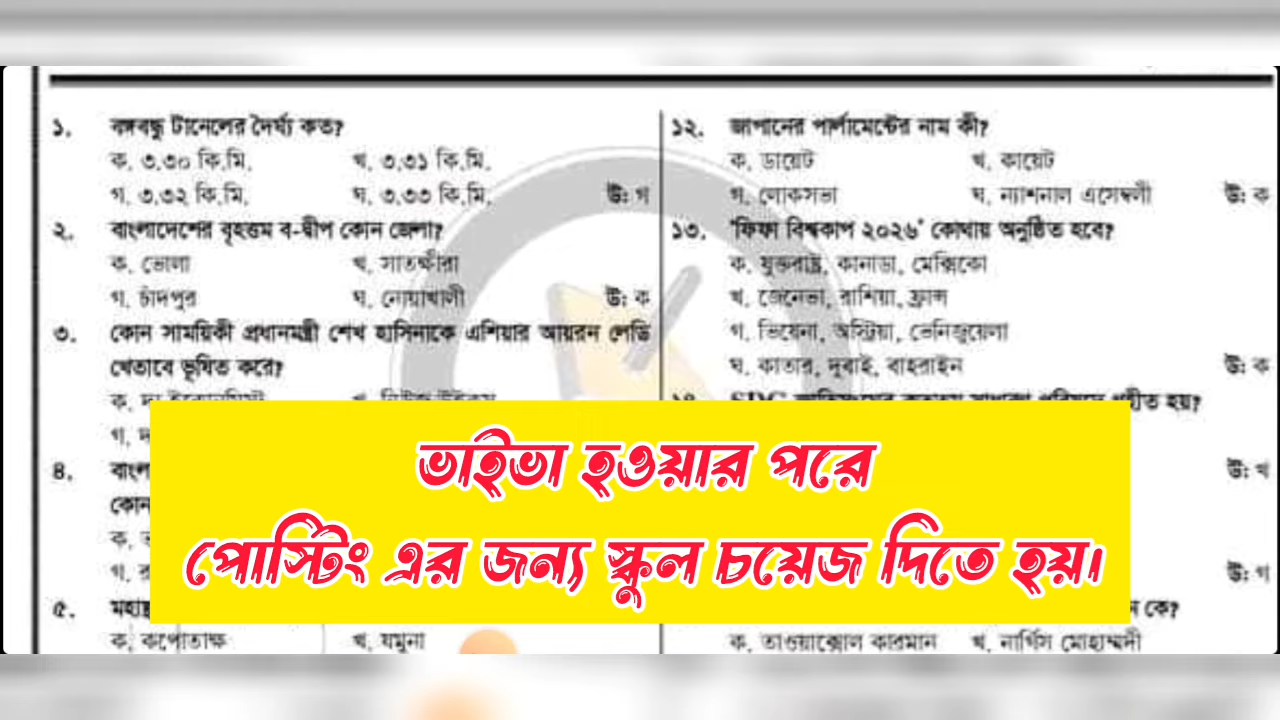 ১. বঙ্গবন্ধু টানেলের দৈর্ঘ্য কত?
ক. ৩.৩০ কি.মি. খ. ৩.৩১ কি.মি.
গ. ৩.৩২ কি.মি. ঘ. ৩.৩৩ কি.মি. উ: গ
২. বাংলাদেশের বৃহত্তম ব-দ্বীপ কোন জেলা?
ক. ভোলা খ. সাতক্ষীরা
গ. চাঁদপুর ঘ. নোয়াখালী উ: ক
৩. কোন সাময়িকী প্রধানমন্ত্রী শেখ হাসিনাকে এশিয়ার আয়রন লেডি
খেতাবে ভূষিত করে?
ক.
গ.
৪.
কোন
ক.
গ.
৫.
ক. কপোতাক্ষ খ. যমুনা
১২. জাপানের পার্লামেন্টের নাম কী?
ক. ডায়েট খ. কায়েট
গ. লোকসভা ঘ. ন্যাশনাল এসেম্বলী উ: ক
১৩. 'ফিফা বিশ্বকাপ ২০২৬' কোথায় অনুষ্ঠিত হবে?
ক. যুক্তরাষ্ট্র, কানাডা, মেক্সিকো
খ. জেনেভা, রাশিয়া, ফ্রান্স
গ. ভিয়েনা, অস্ট্রিয়া, ভেনিজুয়েলা
ঘ. কাতার, দুবাই, বাহরাইন উ: ক
হয়?
উ: খ
উ: গ
কে?
ক. তাওয়াক্কোল কারমান খ. নার্গিস মোহাম্মদী
ভাইভা হওয়ার পরে
পোস্টিং এর জন্য স্কুল চয়েজ দিতে হয়।